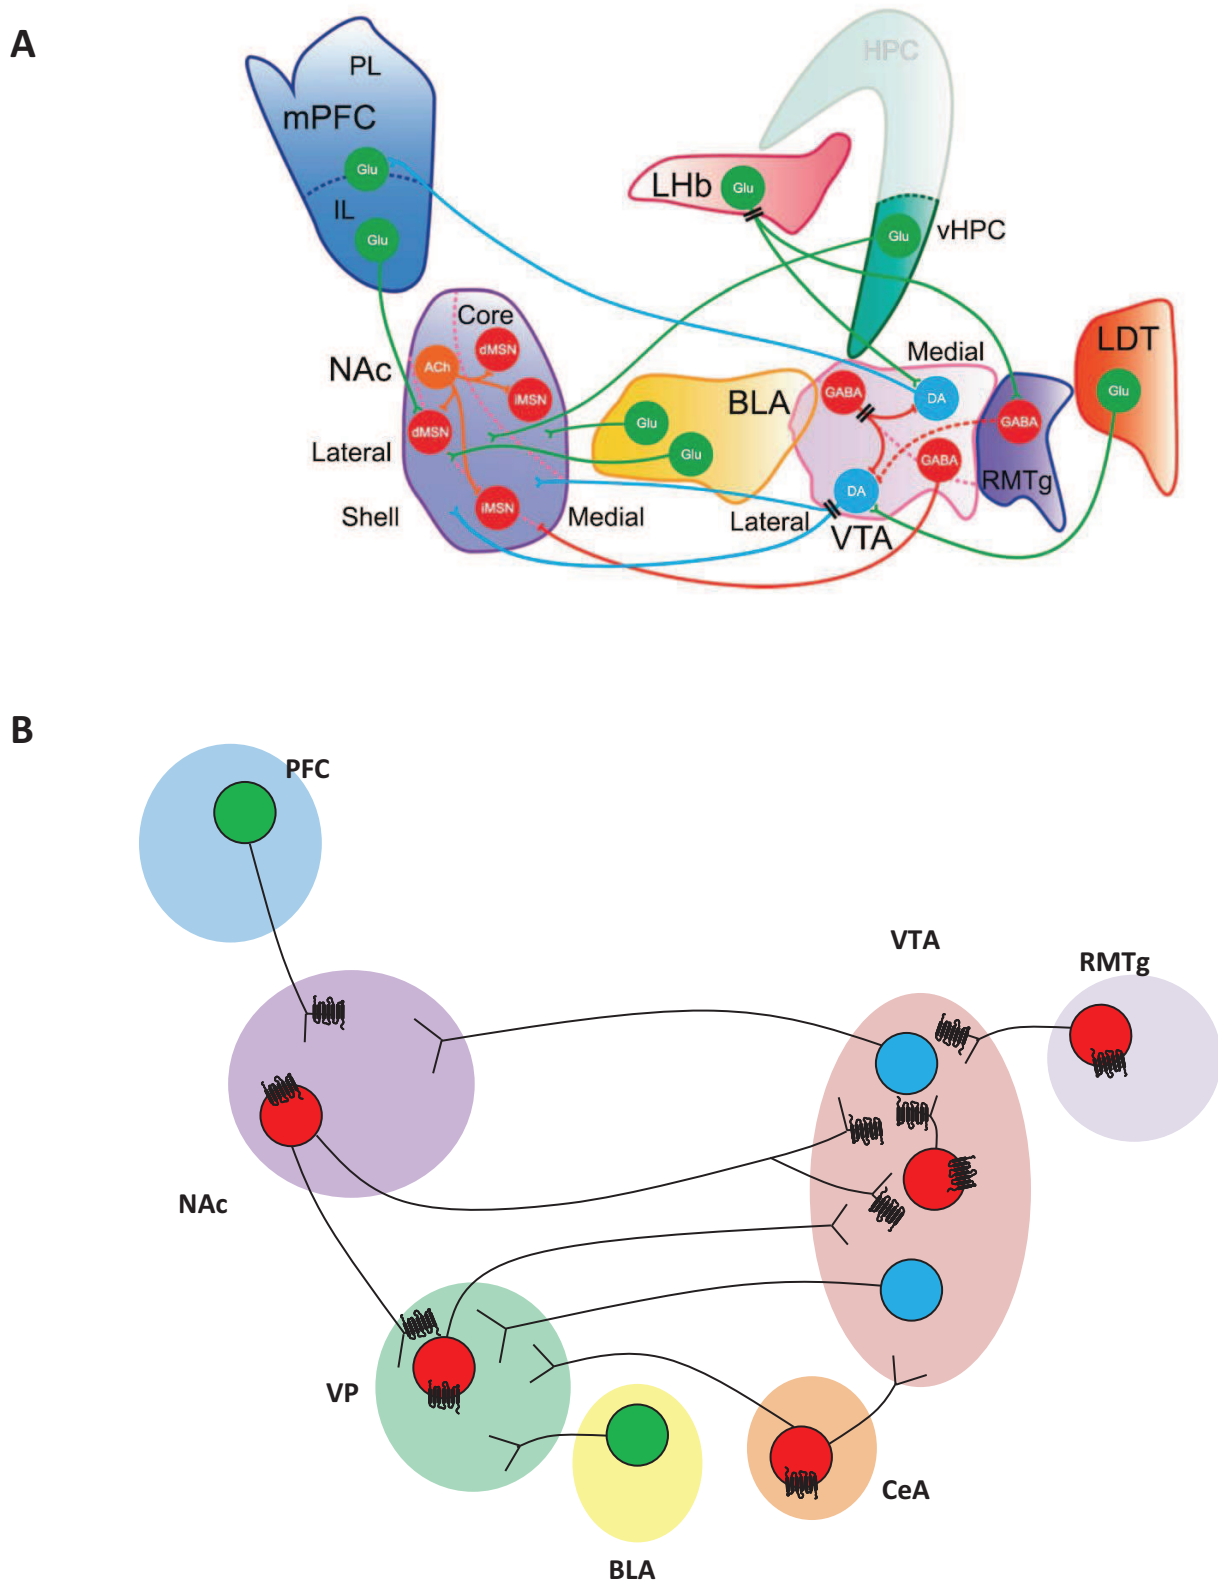 A
PL
mPFC
Glu
IL
Glu
HPC
LHb
Glu
Glu
vHPC
Core
dMSN
NAc
ACh
iMSN
dMSN
Lateral
Shell
iMSN
Medial
BLA
Glu
Glu
Medial
GABA
DA
GABA
DA
Lateral
VTA
GABA
RMTg
LDT
Glu
B
PFC
VTA
RMTg
NAc
VP
CeA
BLA